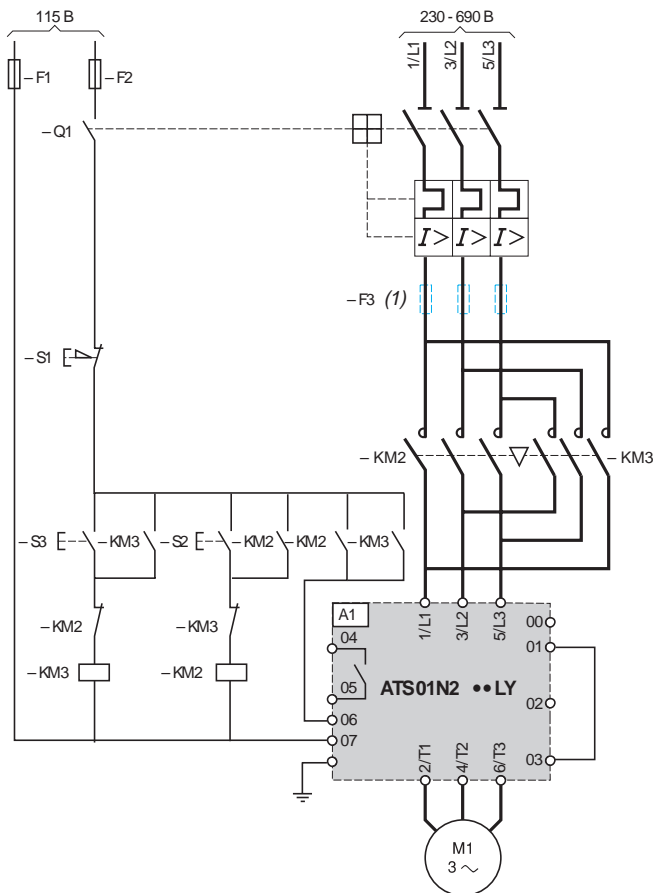 115 В
230 - 690 В
1/L1
3/L2
5/L3
– F1
– F2
– Q1
I>
I>
I>
– F3 (1)
– S1
– KM2
– KM3
– S3
– KM3
– S2
– KM2
– KM2
– KM3
– KM2
– KM3
– KM3
– KM2
A1
1/L1
3/L2
5/L3
00
04
01
05
ATS01N2 •• LY
02
06
07
03
2/T1
4/T2
6/T3
M1
3 ~